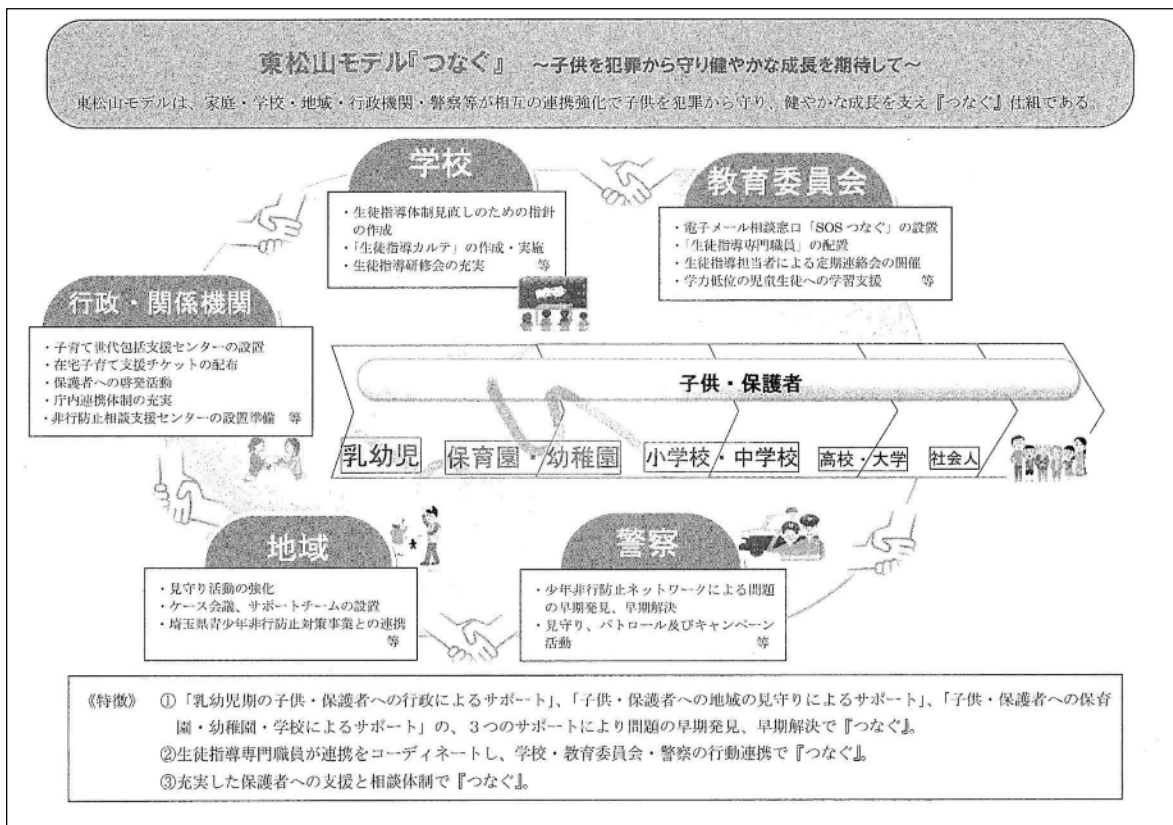 東松山モデル『つなぐ』 ～子供を犯罪から守り健やかな成長を期待して～
東松山モデルは、家庭・学校・地域・行政機関・警察等が相互の連携強化で子供を犯罪から守り、健やかな成長を支え『つなぐ』仕組である。
学校
・生徒指導体制見直しのための指針
の作成
・「生徒指導カルテ」の作成・実施
・生徒指導研修会の充実 等
教育委員会
・電子メール相談窓口「SOSつなぐ」の設置
・「生徒指導専門職員」の配置
・生徒指導担当者による定期連絡会の開催
・学力低位の児童生徒への学習支援 等
行政・関係機関
・子育て世代包括支援センターの設置
・在宅子育て支援チケットの配布
・保護者への啓発活動
・庁内連携体制の充実
・非行防止相談支援センターの設置準備 等
子供・保護者
乳幼児 保育園・幼稚園 小学校・中学校 高校・大学 社会人
地域
・見守り活動の強化
・ケース会議、サポートチームの設置
・埼玉県青少年非行防止対策事業との連携
等
警察
・少年非行防止ネットワークによる問題
の早期発見、早期解決
・見守り、パトロール及びキャンペーン
活動 等
《特徴》 ①「乳幼児期の子供・保護者への行政によるサポート」、「子供・保護者への地域の見守りによるサポート」、「子供・保護者への保育
園・幼稚園・学校によるサポート」の、３つのサポートにより問題の早期発見、早期解決で『つなぐ』。
②生徒指導専門職員が連携をコーディネートし、学校・教育委員会・警察の行動連携で『つなぐ』。
③充実した保護者への支援と相談体制で『つなぐ』。